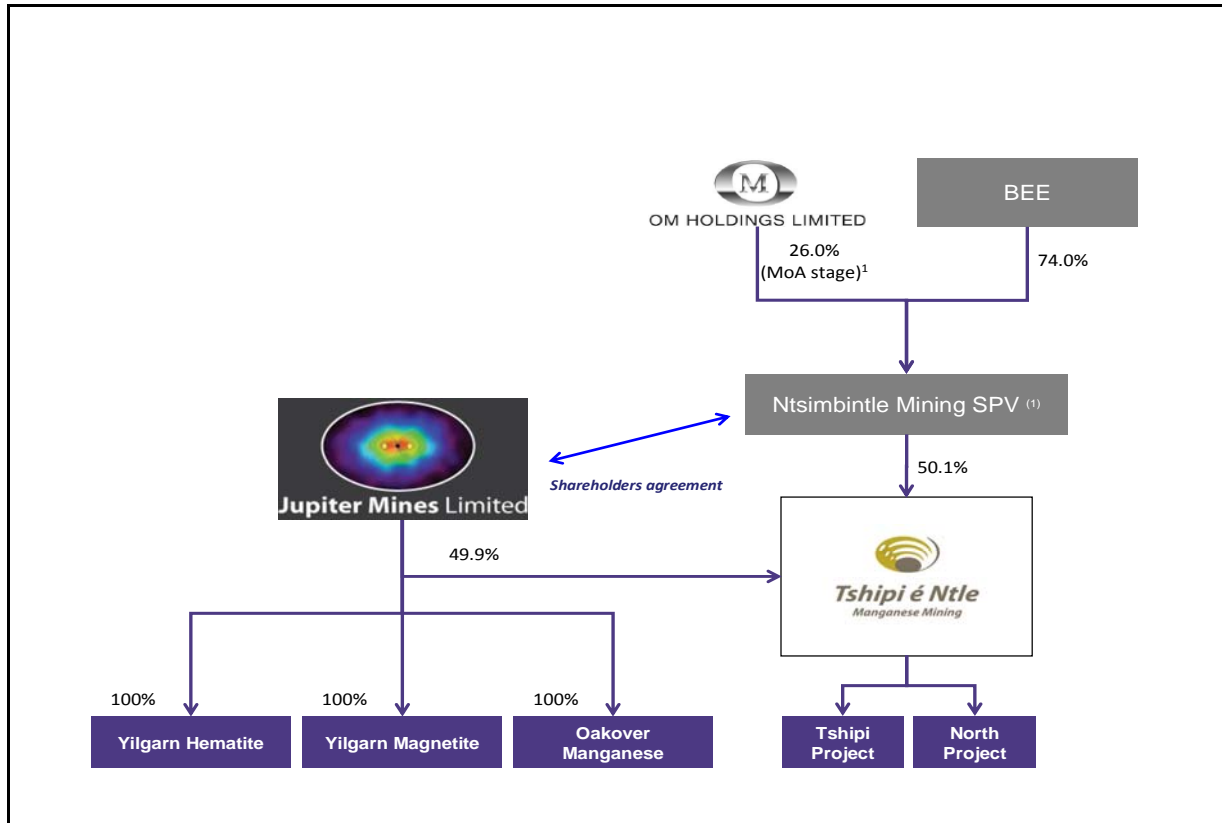 M
OM HOLDINGS LIMITED
BEE
26.0%
(MoA stage)¹
74.0%
Ntsimbintle Mining SPV (1)
Jupiter Mines Limited
Shareholders agreement
50.1%
49.9%
Tshipi é Ntle
Manganese Mining
100%
100%
100%
Yilgarn Hematite
Yilgarn Magnetite
Oakover
Manganese
Tshipi
Project
North
Project